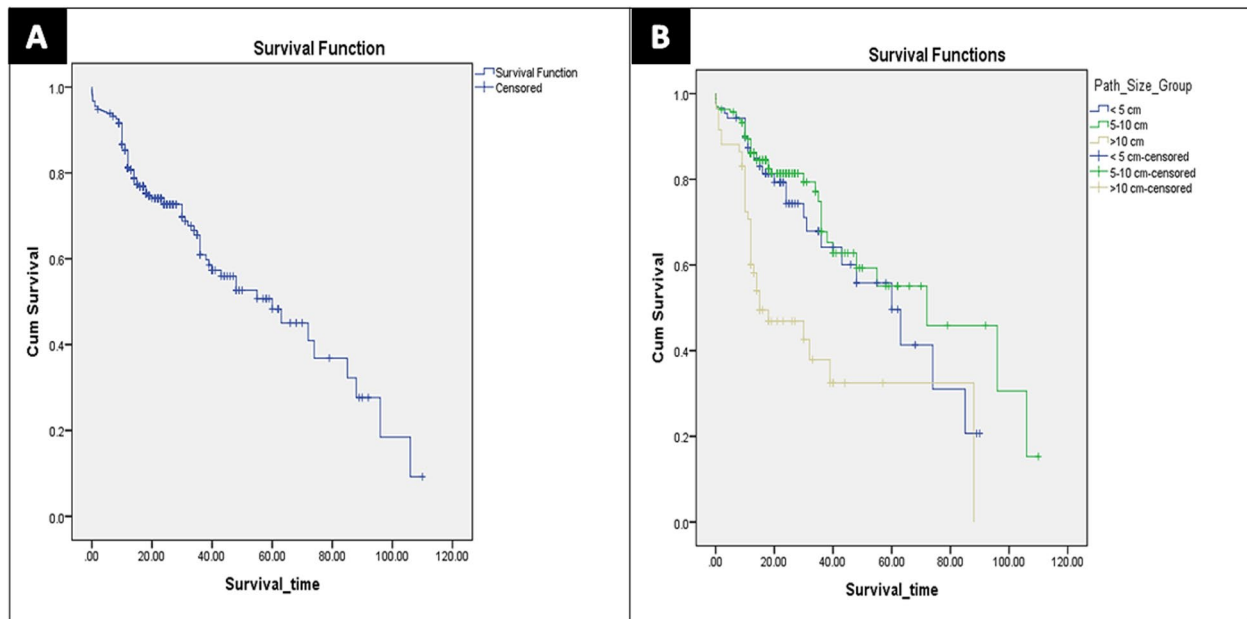 A
Survival Function
Survival Function
Censored
Cum Survival
1.0
0.8
0.6
0.4
0.2
0.0
.00 20.00 40.00 60.00 80.00 100.00 120.00
Survival_time
B
Survival Functions
Path_Size_Group
< 5 cm
5-10 cm
>10 cm
< 5 cm-censored
5-10 cm-censored
>10 cm-censored
Cum Survival
1.0
0.8
0.6
0.4
0.2
0.0
.00 20.00 40.00 60.00 80.00 100.00 120.00
Survival_time